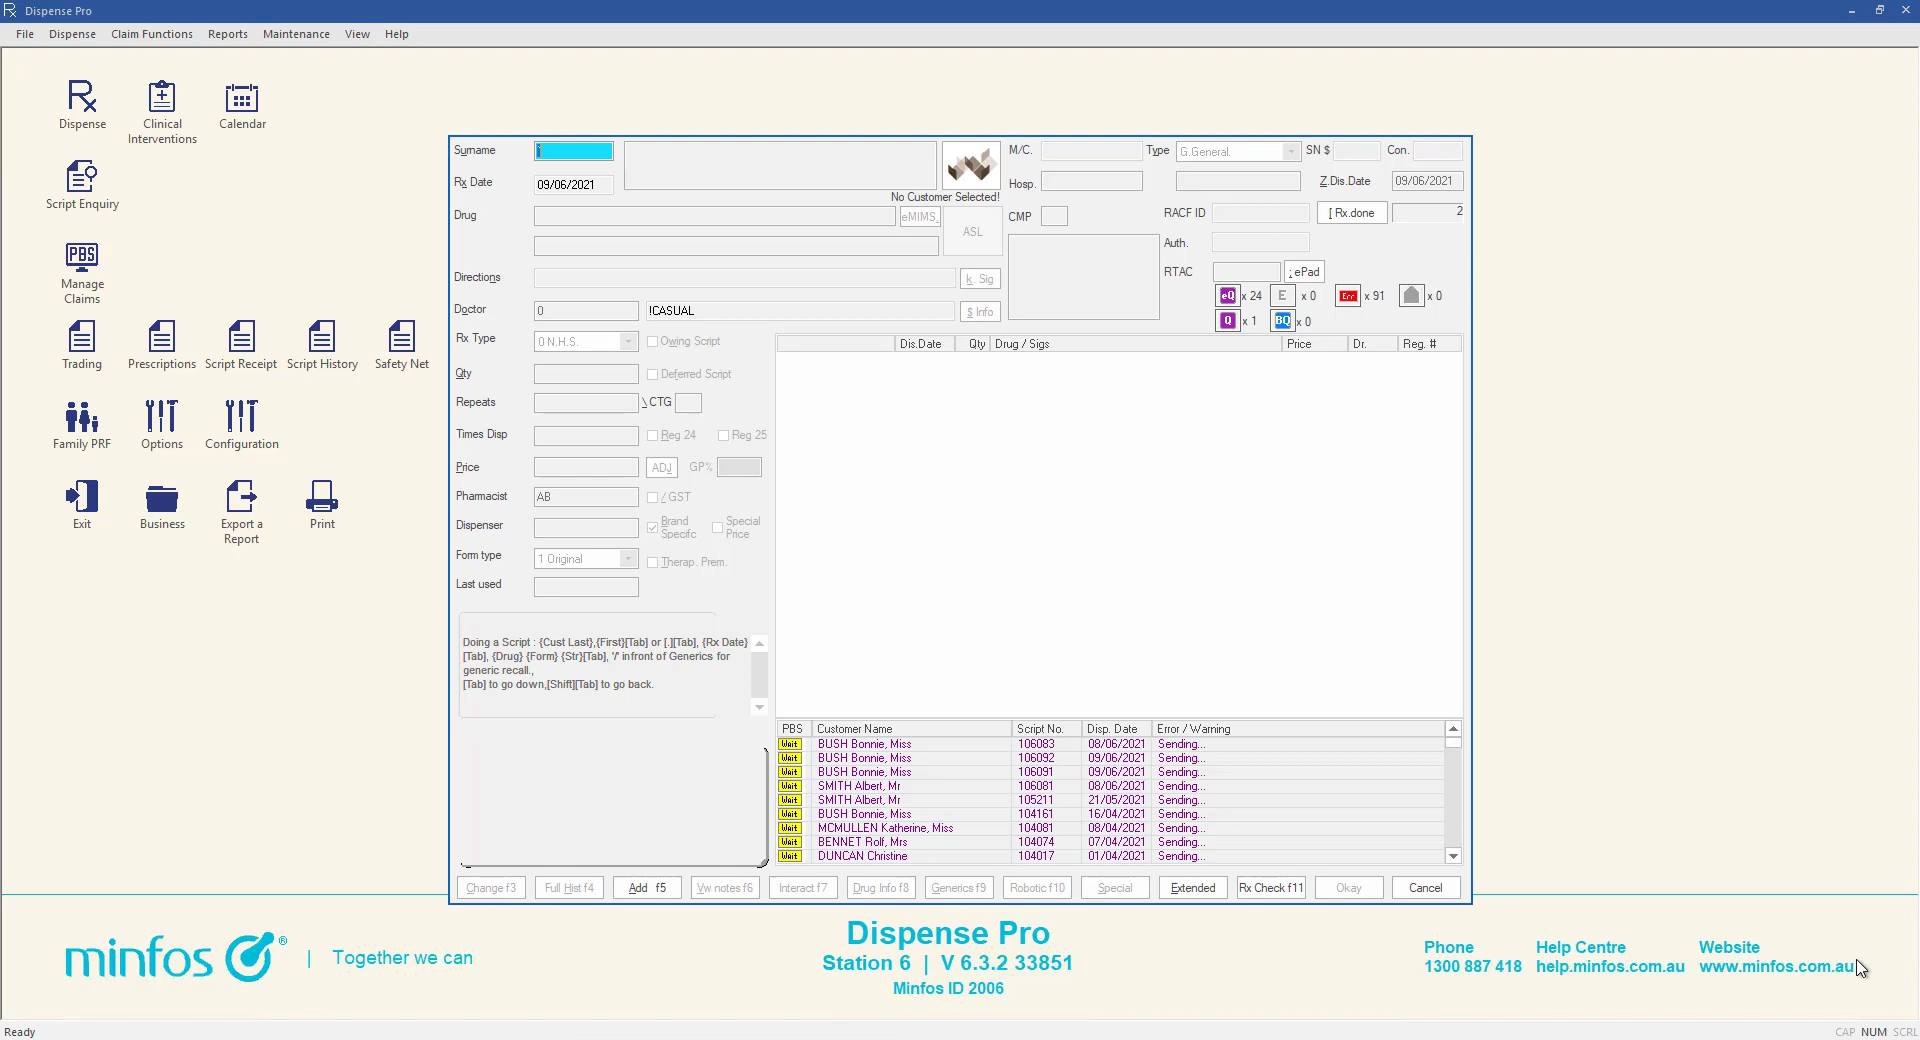 Dispense Pro
File Dispense Claim Functions Reports Maintenance View Help
Dispense
Clinical Interventions
Calendar
Script Enquiry
PBS
Manage Claims
Trading
Prescriptions
Script Receipt
Script History
Safety Net
Family PRF
Options
Configuration
Exit
Business
Export a Report
Print
Surname
No Customer Selected!
M/C.
Type G.General.
SN $
Con.
Rx Date 09/06/2021
Hosp.
Z.Dis.Date 09/06/2021
Drug
eMIMS.
ASL
CMP
RACF ID
[ Rx.done 2
Auth.
Directions
k. Sig
RTAC
; ePad
eQ x 24 E x 0 Err x 91 x 0
Q x 1 BQ x 0
Doctor 0 !CASUAL
$ Info
Rx Type 0 N.H.S.
Owing Script
Qty
Deferred Script
Repeats
\ CTG
Times Disp
Reg 24
Reg 25
Price
ADJ
GP%
Pharmacist AB
/ GST
Dispenser
Brand Specifc
Special Price
Form type 1 Original
Therap. Prem.
Last used
Dis.Date Qty Drug / Sigs Price Dr. Reg. #
Doing a Script : {Cust Last},{First}[Tab] or [.][Tab], {Rx Date}
[Tab], {Drug} {Form} {Str}[Tab], '/' infront of Generics for
generic recall.,
[Tab] to go down,[Shift][Tab] to go back.
PBS Customer Name Script No. Disp. Date Error / Warning
Wait BUSH Bonnie, Miss 106083 08/06/2021 Sending...
Wait BUSH Bonnie, Miss 106092 09/06/2021 Sending...
Wait BUSH Bonnie, Miss 106091 09/06/2021 Sending...
Wait SMITH Albert, Mr 106081 08/06/2021 Sending...
Wait SMITH Albert, Mr 105211 21/05/2021 Sending...
Wait BUSH Bonnie, Miss 104161 16/04/2021 Sending...
Wait MCMULLEN Katherine, Miss 104081 08/04/2021 Sending...
Wait BENNET Rolf, Mrs 104074 07/04/2021 Sending...
Wait DUNCAN Christine 104017 01/04/2021 Sending...
Change f3 Full Hist f4 Add f5 Vw notes f6 Interact f7 Drug Info f8 Generics f9 Robotic f10 Special Extended Rx Check f11 Okay Cancel
minfos ® | Together we can
Dispense Pro
Station 6 | V 6.3.2 33851
Minfos ID 2006
Phone
1300 887 418
Help Centre
help.minfos.com.au
Website
www.minfos.com.au
Ready
CAP NUM SCRL